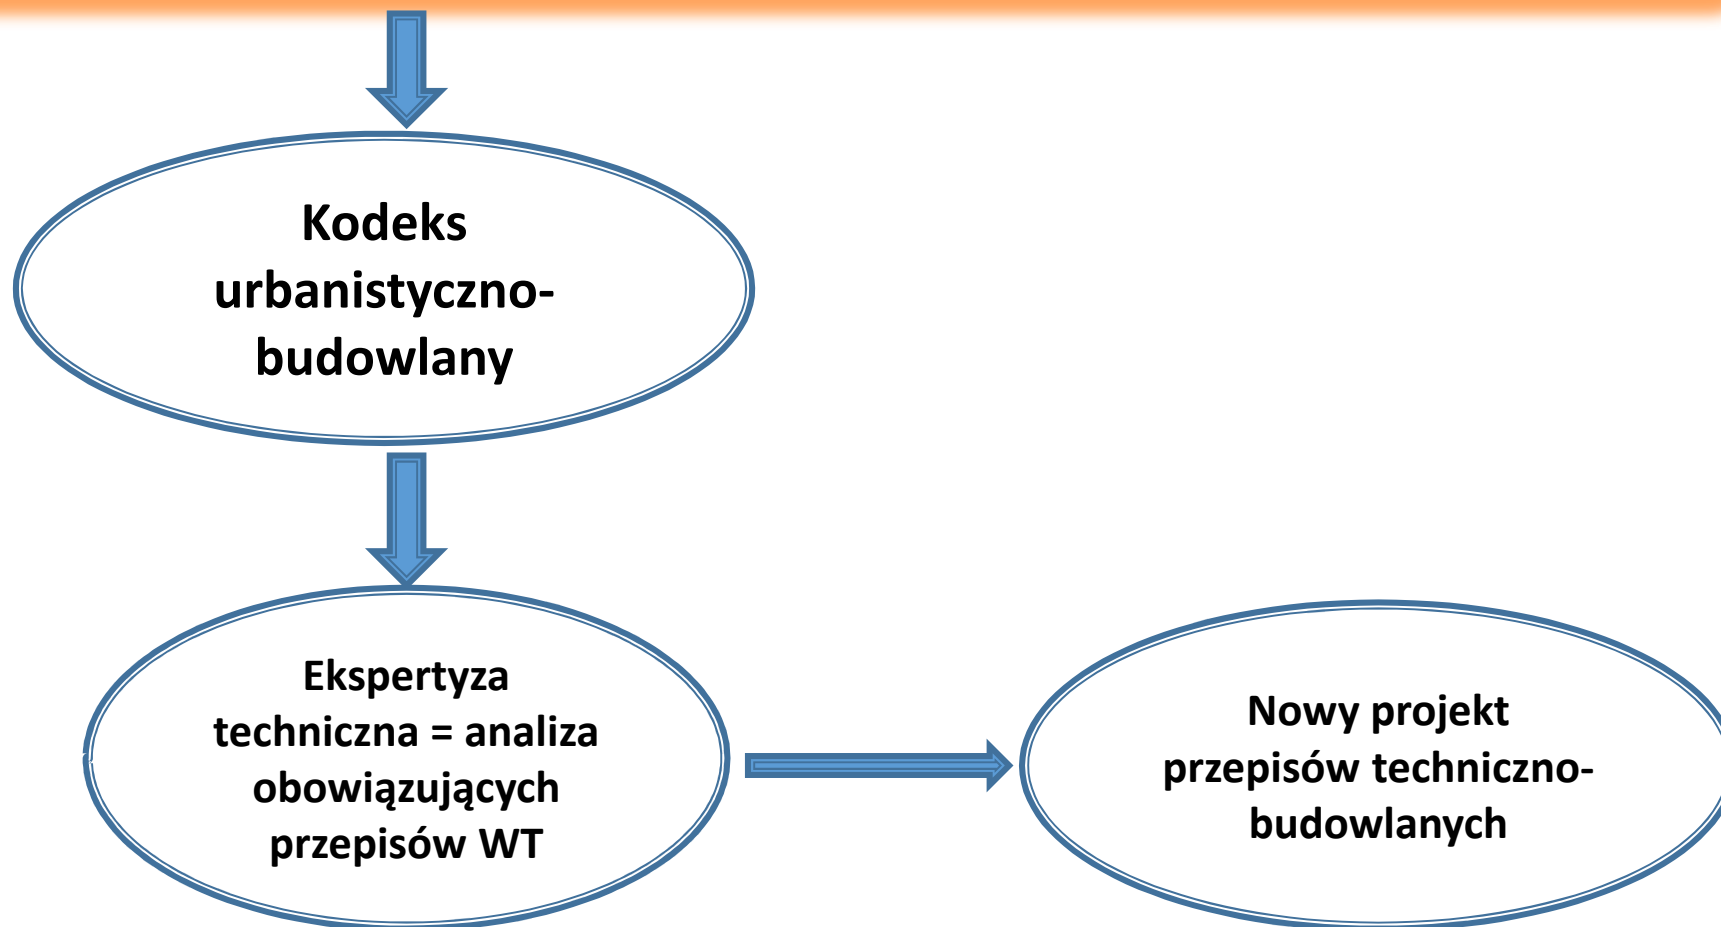 Kodeks
urbanistyczno-
budowlany
Ekspertyza
techniczna = analiza
obowiązujących
przepisów WT
Nowy projekt
przepisów techniczno-
budowlanych